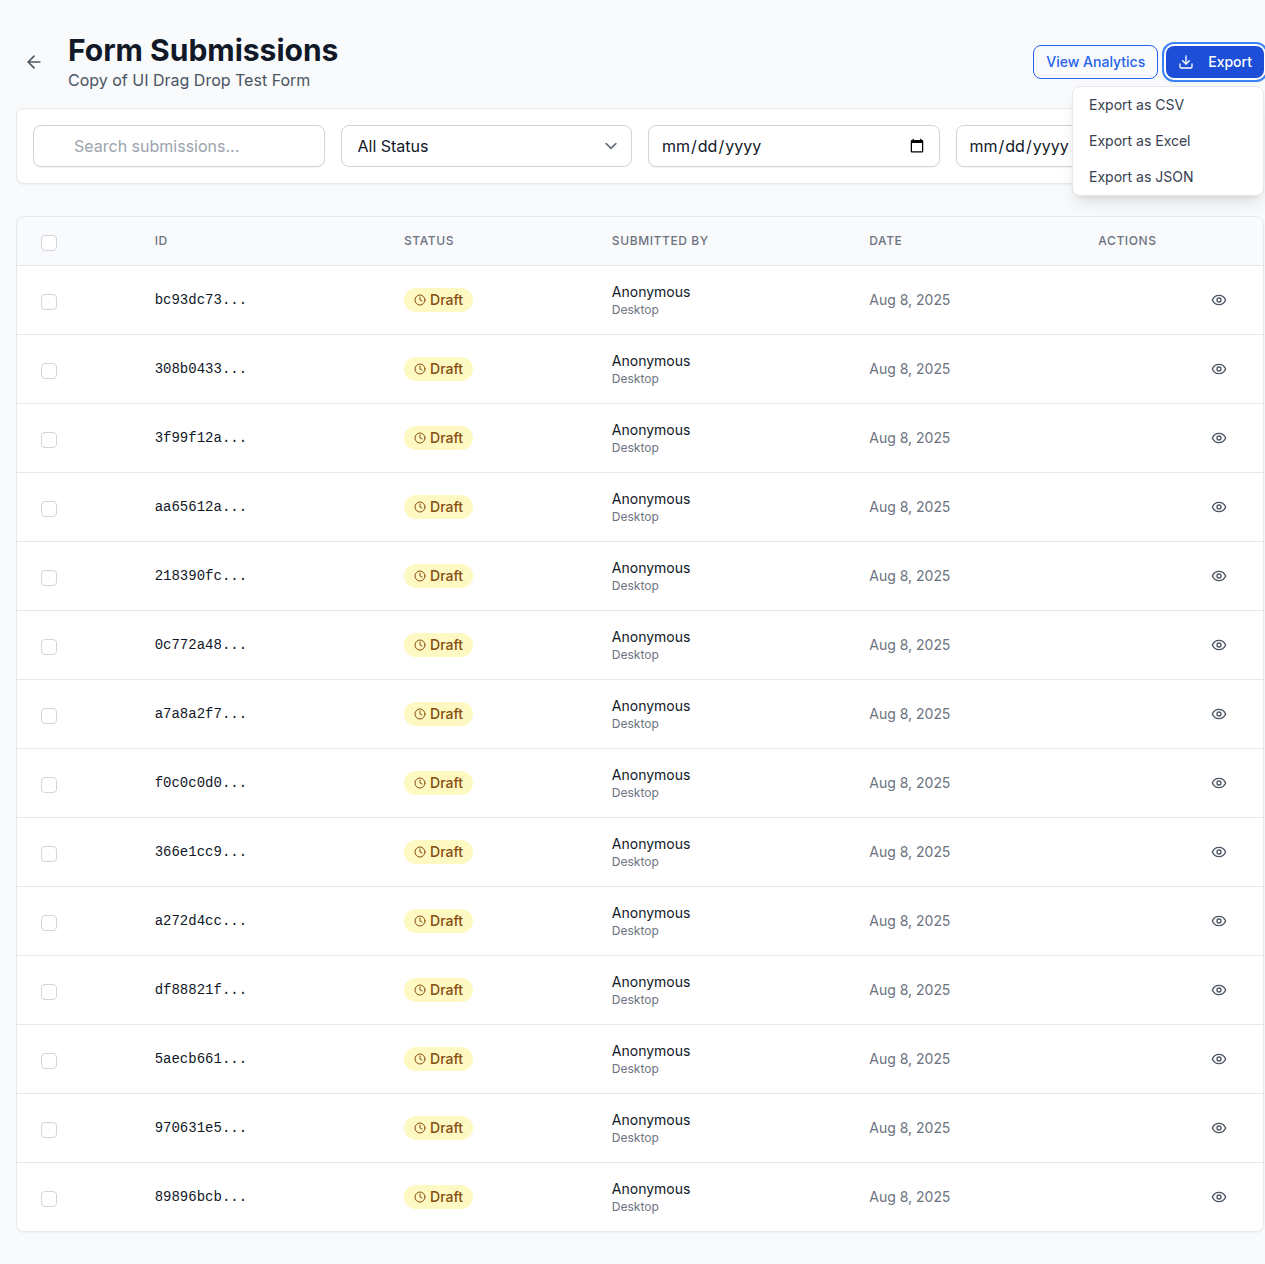 Form Submissions
Copy of UI Drag Drop Test Form
View Analytics
Export
Export as CSV
Export as Excel
Export as JSON
Search submissions...
All Status
mm/dd/yyyy
mm/dd/yyyy
ID STATUS SUBMITTED BY DATE ACTIONS
bc93dc73... Draft Anonymous Aug 8, 2025
Desktop
308b0433... Draft Anonymous Aug 8, 2025
Desktop
3f99f12a... Draft Anonymous Aug 8, 2025
Desktop
aa65612a... Draft Anonymous Aug 8, 2025
Desktop
218390fc... Draft Anonymous Aug 8, 2025
Desktop
0c772a48... Draft Anonymous Aug 8, 2025
Desktop
a7a8a2f7... Draft Anonymous Aug 8, 2025
Desktop
f0c0c0d0... Draft Anonymous Aug 8, 2025
Desktop
366e1cc9... Draft Anonymous Aug 8, 2025
Desktop
a272d4cc... Draft Anonymous Aug 8, 2025
Desktop
df88821f... Draft Anonymous Aug 8, 2025
Desktop
5aecb661... Draft Anonymous Aug 8, 2025
Desktop
970631e5... Draft Anonymous Aug 8, 2025
Desktop
89896bcb... Draft Anonymous Aug 8, 2025
Desktop